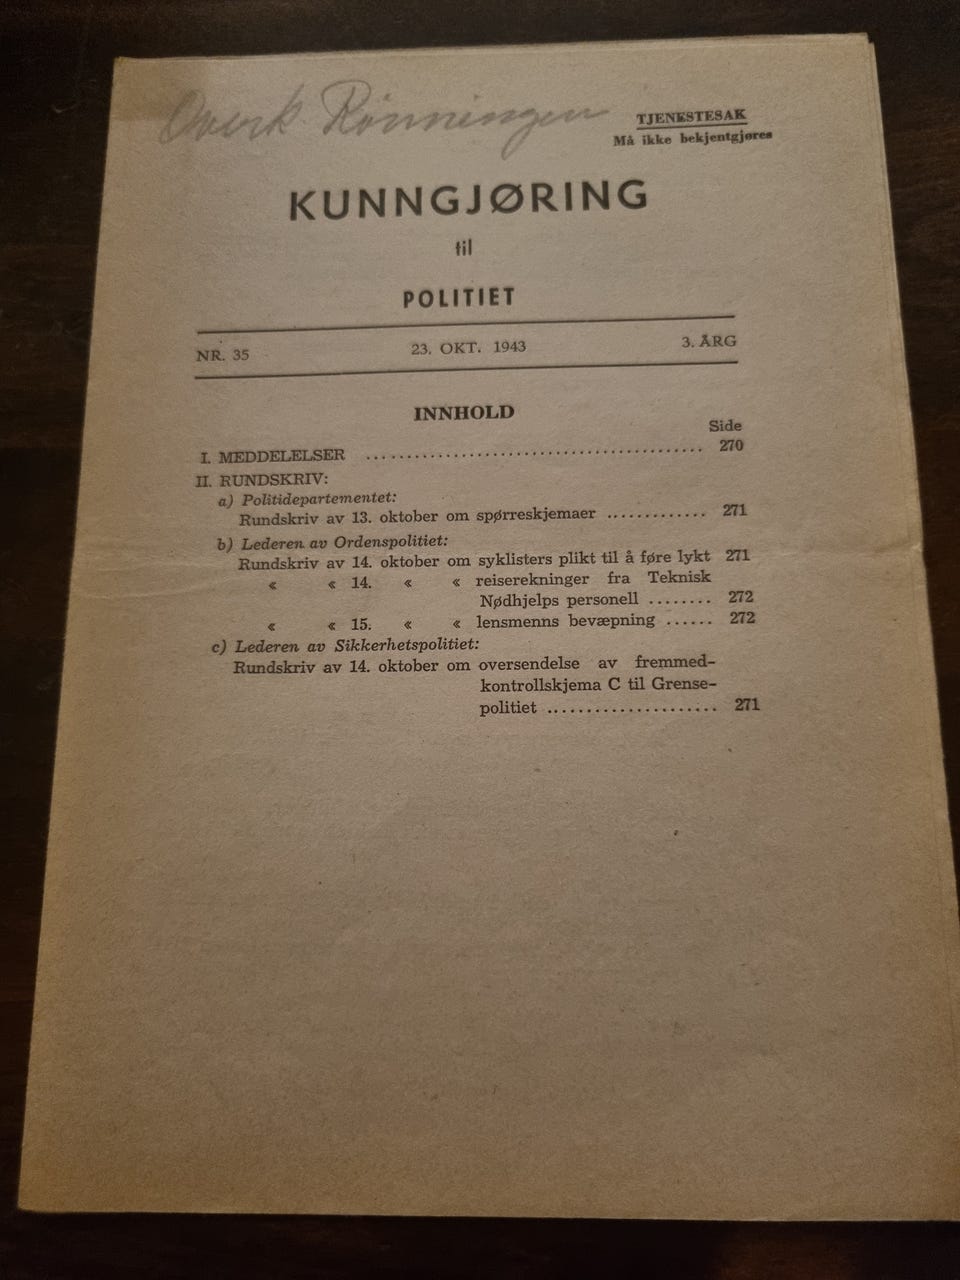 Overk. Rønningen
TJENESTESAK
Må ikke bekjentgjøres
KUNNGJØRING
til
POLITIET
NR. 35 23. OKT. 1943 3. ÅRG
INNHOLD
Side
I. MEDDELELSER ........................................ 270
II. RUNDSKRIV:
a) Politidepartementet:
Rundskriv av 13. oktober om spørreskjemaer ............. 271
b) Lederen av Ordenspolitiet:
Rundskriv av 14. oktober om syklisters plikt til å føre lykt 271
« « 14. « « reiserekninger fra Teknisk
Nødhjelps personell ........ 272
« « 15. « « lensmenns bevæpning ...... 272
c) Lederen av Sikkerhetspolitiet:
Rundskriv av 14. oktober om oversendelse av fremmed-
kontrollskjema C til Grense-
politiet ..................... 271